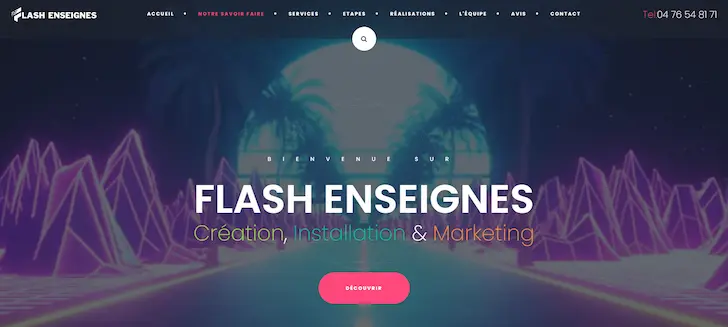 FLASH ENSEIGNES
ACCUEIL • NOTRE SAVOIR FAIRE • SERVICES • ETAPES • RÉALISATIONS • L'ÉQUIPE • AVIS • CONTACT
Tel:04 76 54 81 71
BIENVENUE SUR
FLASH ENSEIGNES
Création, Installation & Marketing
DÉCOUVRIR